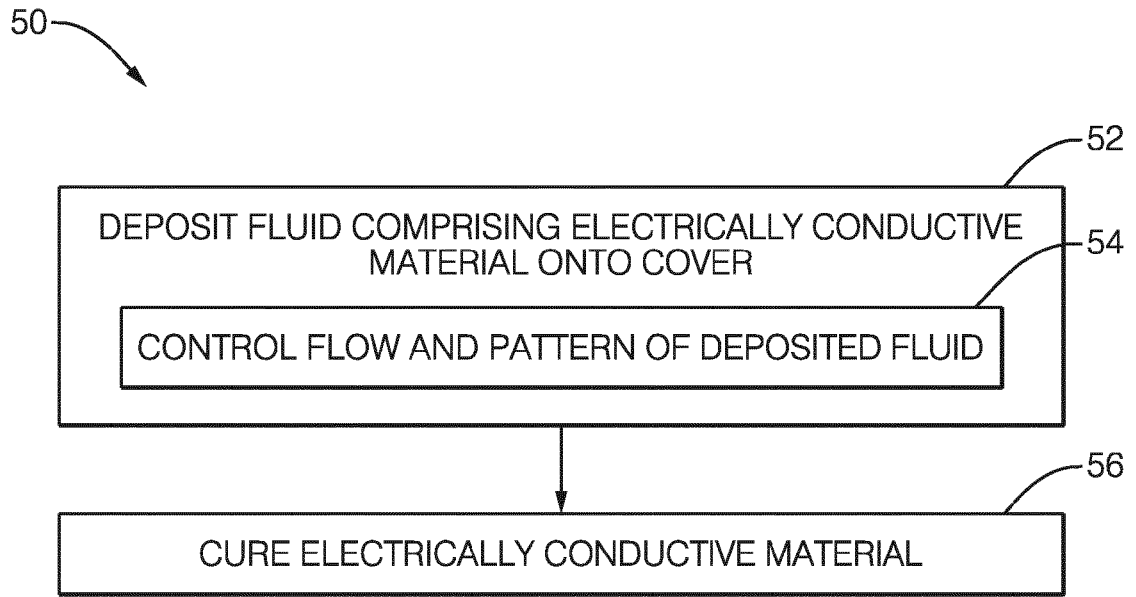 50
52
DEPOSIT FLUID COMPRISING ELECTRICALLY CONDUCTIVE
MATERIAL ONTO COVER
54
CONTROL FLOW AND PATTERN OF DEPOSITED FLUID
56
CURE ELECTRICALLY CONDUCTIVE MATERIAL